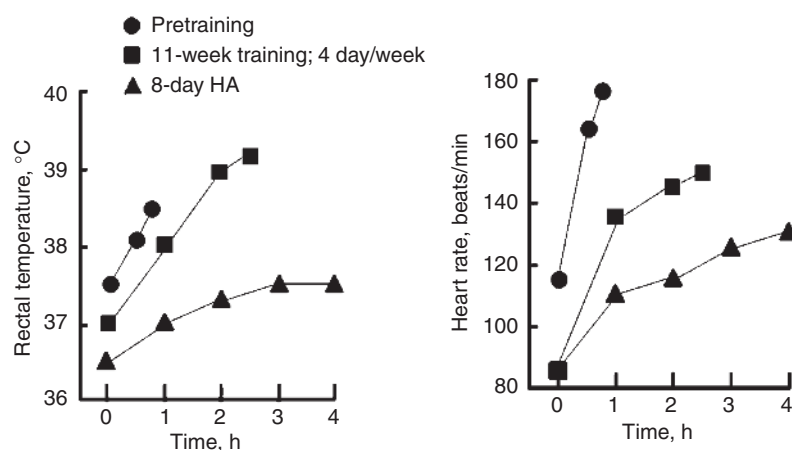 Pretraining
11-week training; 4 day/week
8-day HA
40
39
38
37
36
Rectal temperature, °C
0 1 2 3 4
Time, h
180
160
140
120
100
80
Heart rate, beats/min
0 1 2 3 4
Time, h